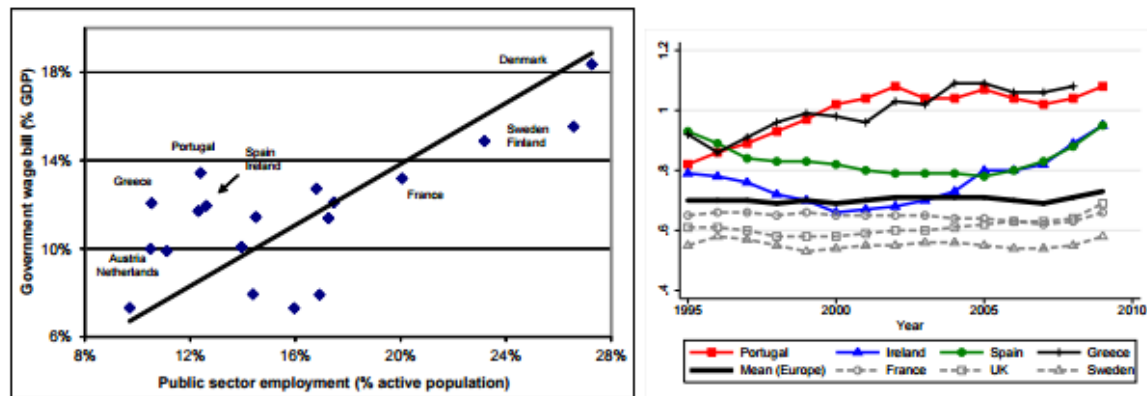 Government wage bill (% GDP)
18%
14%
10%
6%
Denmark
Sweden
Finland
Portugal
Spain
Ireland
Greece
France
Austria
Netherlands
8%
12%
16%
20%
24%
28%
Public sector employment (% active population)
1.2
1
.8
.6
.4
1995
2000
2005
2010
Year
Portugal
Ireland
Spain
Greece
Mean (Europe)
France
UK
Sweden